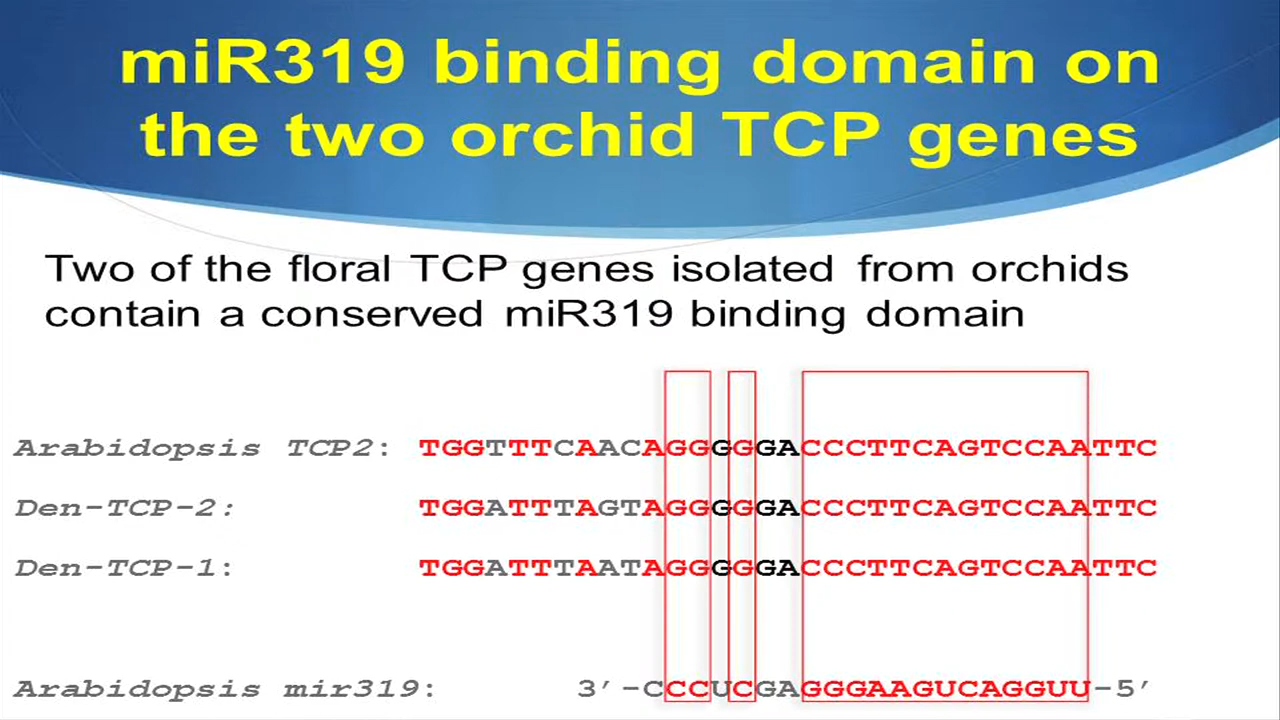 miR319 binding domain on
the two orchid TCP genes
Two of the floral TCP genes isolated from orchids
contain a conserved miR319 binding domain
Arabidopsis TCP2: TGGTTTCAACAGGGGGACCCTTCAGTCCAATTC
Den-TCP-2: TGGATTTAGTAGGGGGACCCTTCAGTCCAATTC
Den-TCP-1: TGGATTTAATAGGGGGACCCTTCAGTCCAATTC
Arabidopsis mir319: 3’-CCCUCGAGGGAAGUCAGGUU-5’